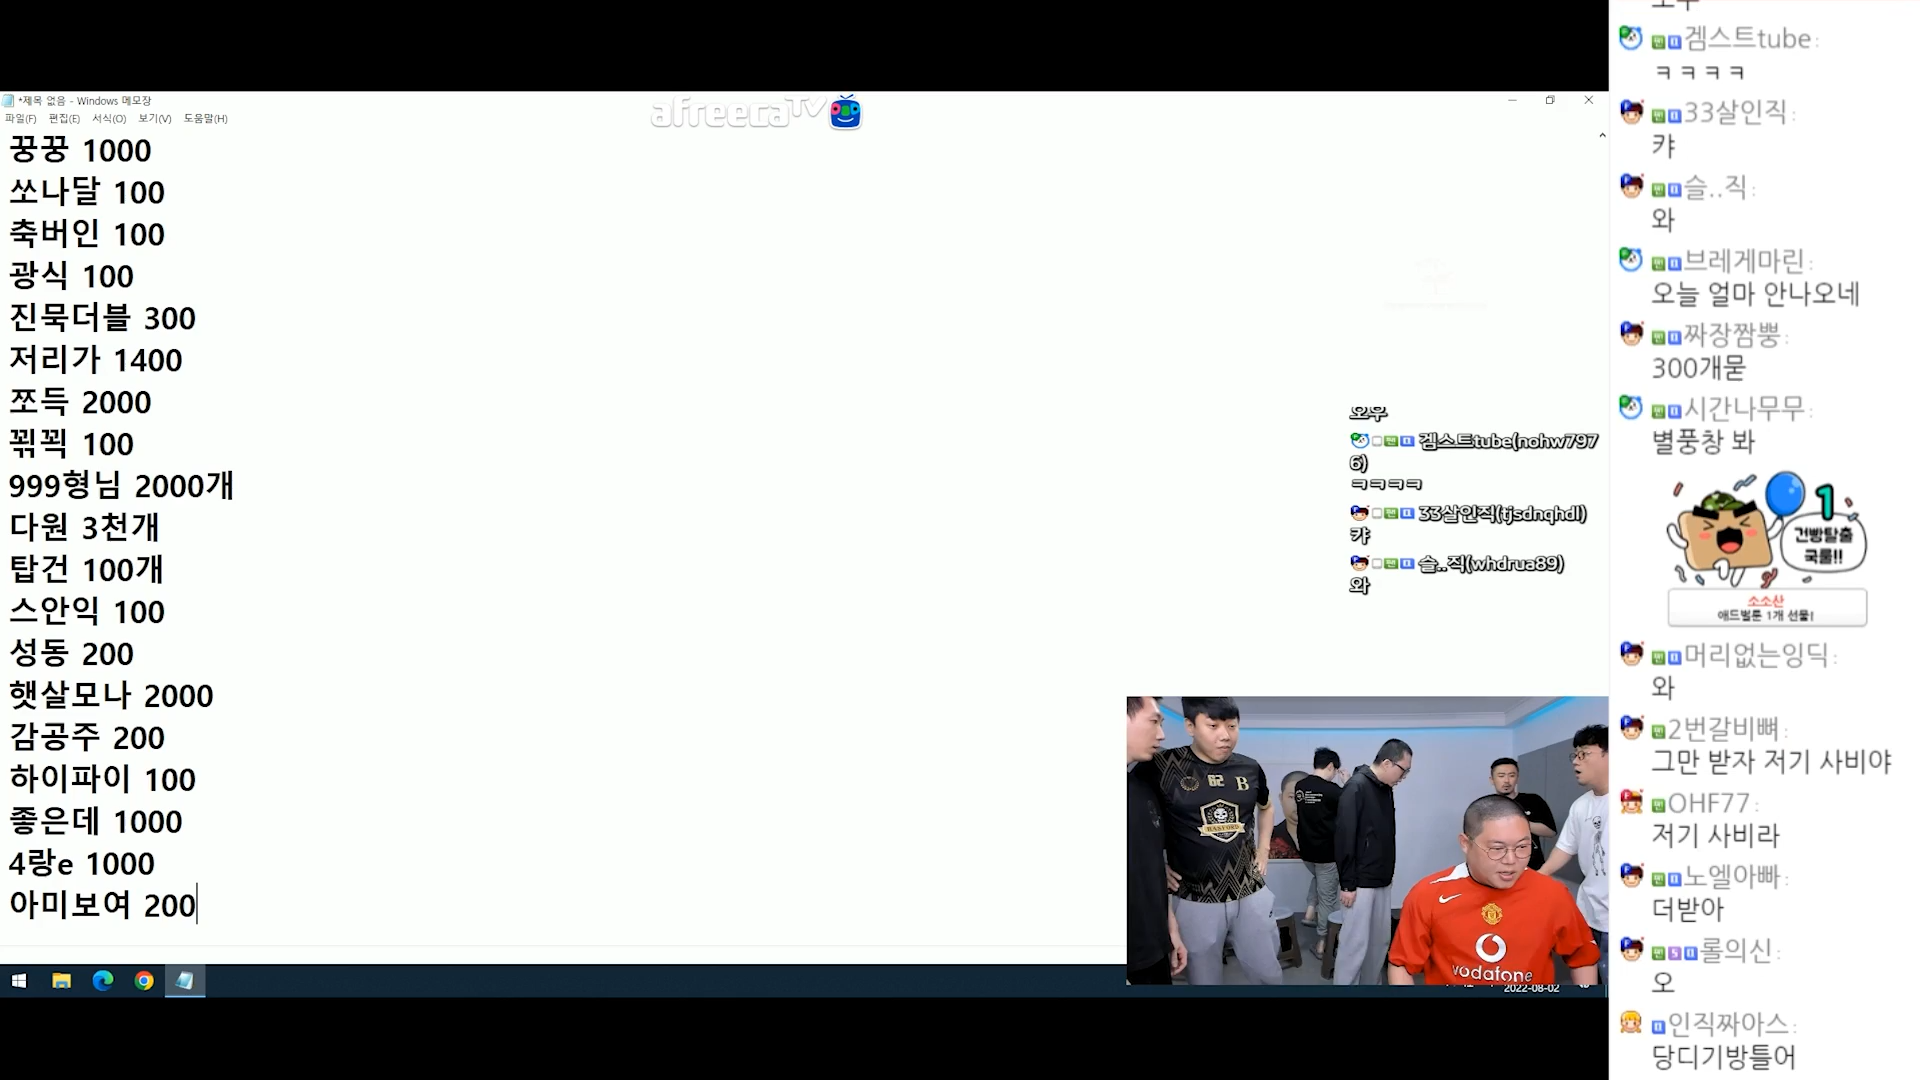 *제목 없음 - Windows 메모장
파일(F) 편집(E) 서식(O) 보기(V) 도움말(H)
afreecaTV
꿍꿍 1000
쏘나달 100
축버인 100
광식 100
진묵더블 300
저리가 1400
쪼득 2000
꿖꾁 100
999형님 2000개
다원 3천개
탑건 100개
스안익 100
성동 200
햇살모나 2000
감공주 200
하이파이 100
좋은데 1000
4랑e 1000
아미보여 200
오우
겜스트tube(nohw797
6)
ㅋㅋㅋㅋ
33살인직(tjsdnqhdl)
캬
슬..직(whdrua89)
와
62 B
vodafone
2022-08-02
겜스트tube:
ㅋㅋㅋㅋ
33살인직:
캬
슬..직:
와
브레게마린:
오늘 얼마 안나오네
짜장짬뽕:
300개묻
시간나무무:
별풍창 봐
1
건빵탈출
국룰!!
소소산
애드벌룬 1개 선물!
머리없는잉딕:
와
2번갈비뼈:
그만 받자 저기 사비야
OHF77:
저기 사비라
노엘아빠:
더받아
롤의신:
오
인직짜아스:
당디기방틀어